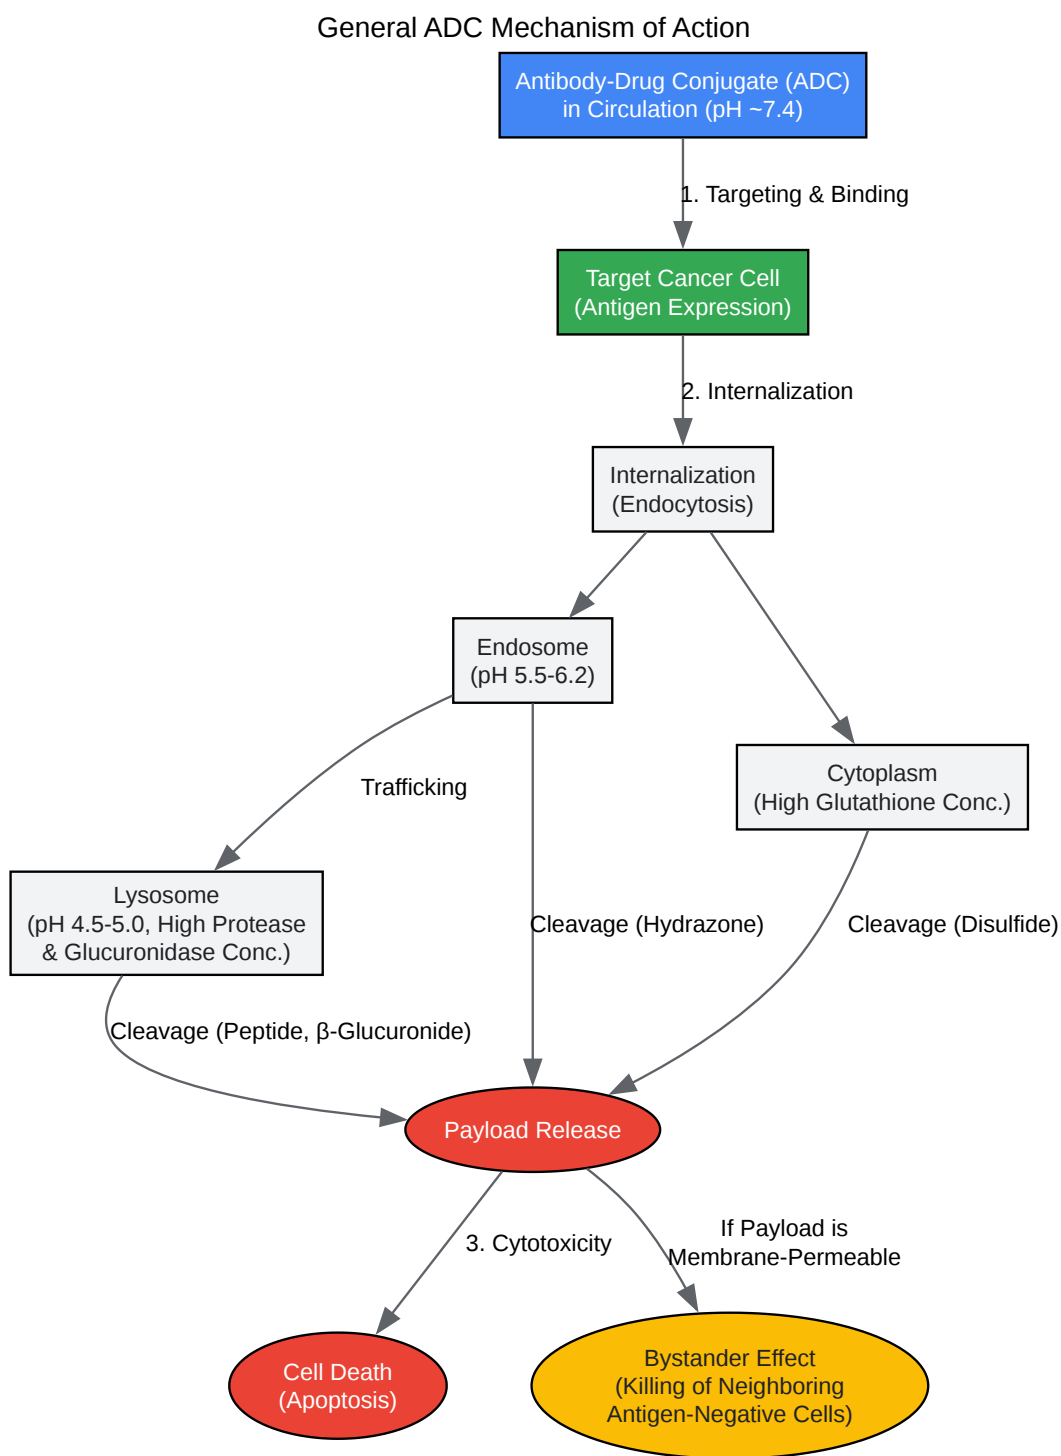 General ADC Mechanism of Action
Antibody-Drug Conjugate (ADC)
in Circulation (pH ~7.4)
1. Targeting & Binding
Target Cancer Cell
(Antigen Expression)
2. Internalization
Internalization
(Endocytosis)
Endosome
(pH 5.5-6.2)
Cytoplasm
(High Glutathione Conc.)
Trafficking
Lysosome
(pH 4.5-5.0, High Protease
& Glucuronidase Conc.)
Cleavage (Hydrazone)
Cleavage (Disulfide)
Cleavage (Peptide, β-Glucuronide)
Payload Release
3. Cytotoxicity
If Payload is
Membrane-Permeable
Cell Death
(Apoptosis)
Bystander Effect
(Killing of Neighboring
Antigen-Negative Cells)